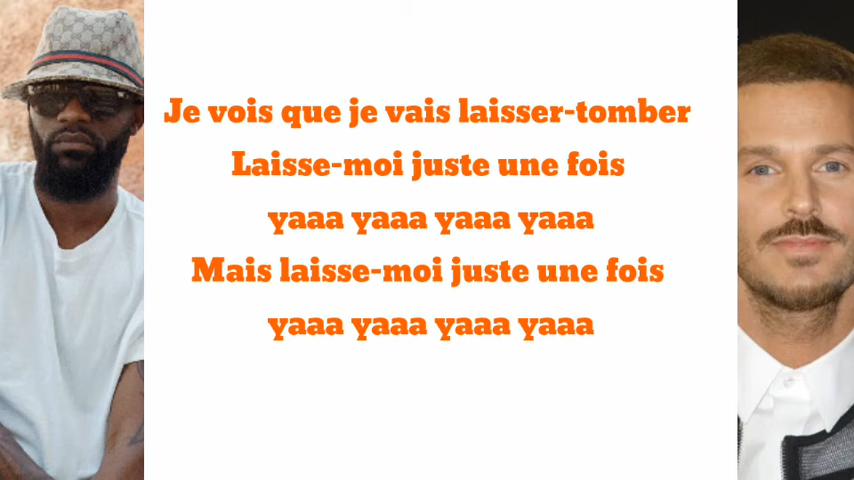 Je vois que je vais laisser-tomber
Laisse-moi juste une fois
yaaa yaaa yaaa yaaa
Mais laisse-moi juste une fois
yaaa yaaa yaaa yaaa